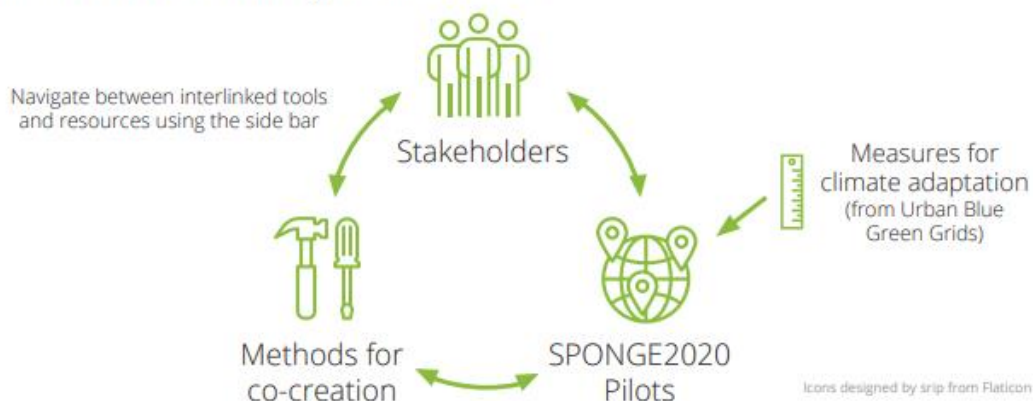 Navigate between interlinked tools
and resources using the side bar
Stakeholders
Measures for
climate adaptation
(from Urban Blue
Green Grids)
Methods for
co-creation
SPONGE2020
Pilots
Icons designed by srip from Flaticon